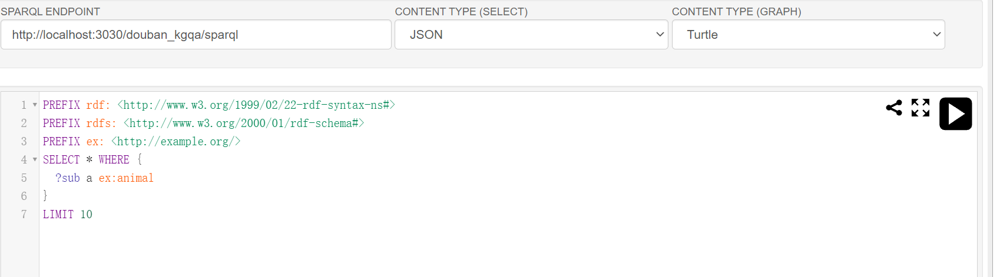 SPARQL ENDPOINT CONTENT TYPE (SELECT) CONTENT TYPE (GRAPH)
http://localhost:3030/douban_kgqa/sparql JSON Turtle
1 PREFIX rdf: <http://www.w3.org/1999/02/22-rdf-syntax-ns#>
2 PREFIX rdfs: <http://www.w3.org/2000/01/rdf-schema#>
3 PREFIX ex: <http://example.org/>
4 SELECT * WHERE {
5 ?sub a ex:animal
6 }
7 LIMIT 10